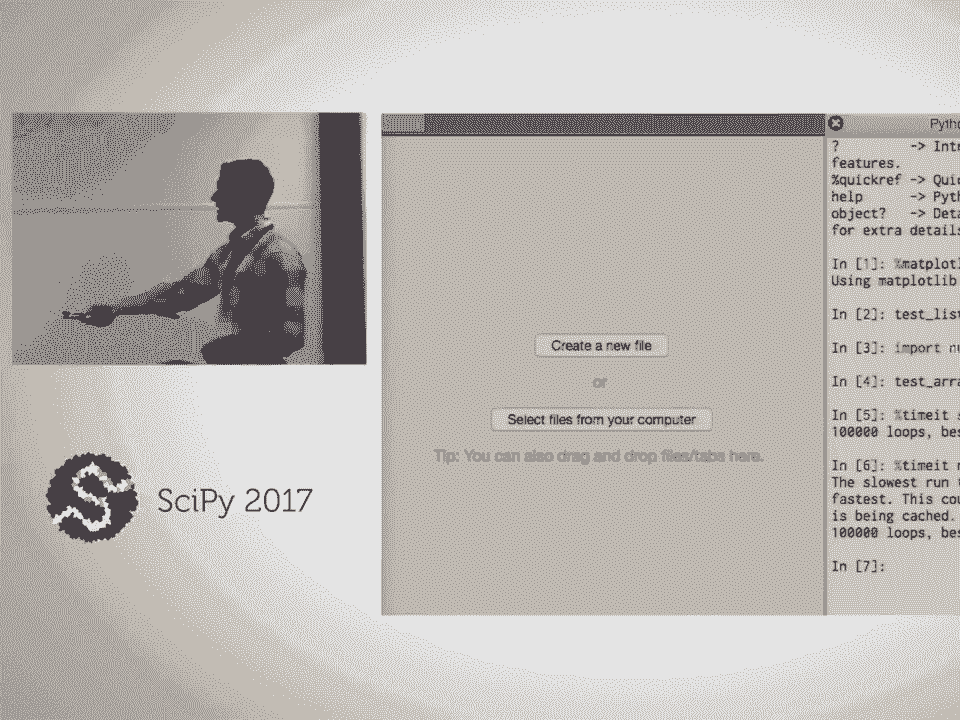 SciPy 2017
Create a new file
or
Select files from your computer
Tip: You can also drag and drop files/tabs here.
? -> Intr
features.
%quickref -> Quic
help -> Pyth
object? -> Deta
for extra details
In [1]: %matplotl
Using matplotlib
In [2]: test_list
In [3]: import nu
In [4]: test_arra
In [5]: %timeit s
100000 loops, bes
In [6]: %timeit n
The slowest run
fastest. This cou
is being cached.
100000 loops, bes
In [7]: